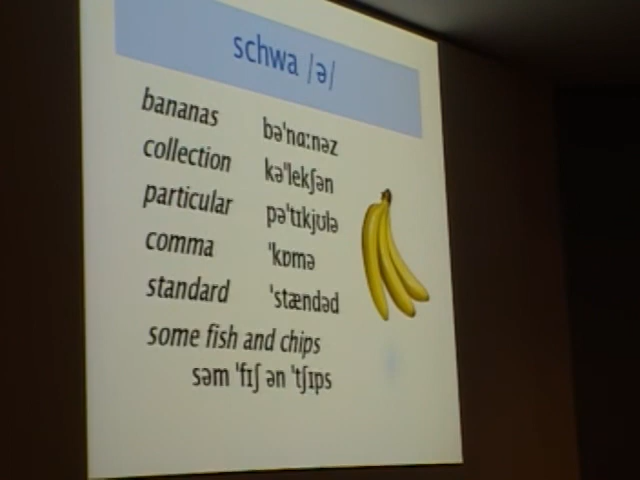 schwa /ə/
bananas bəˈnɑːnəz
collection kəˈlekʃən
particular pəˈtɪkjʊlə
comma ˈkɒmə
standard ˈstændəd
some fish and chips
səm ˈfɪʃ ən ˈtʃɪps